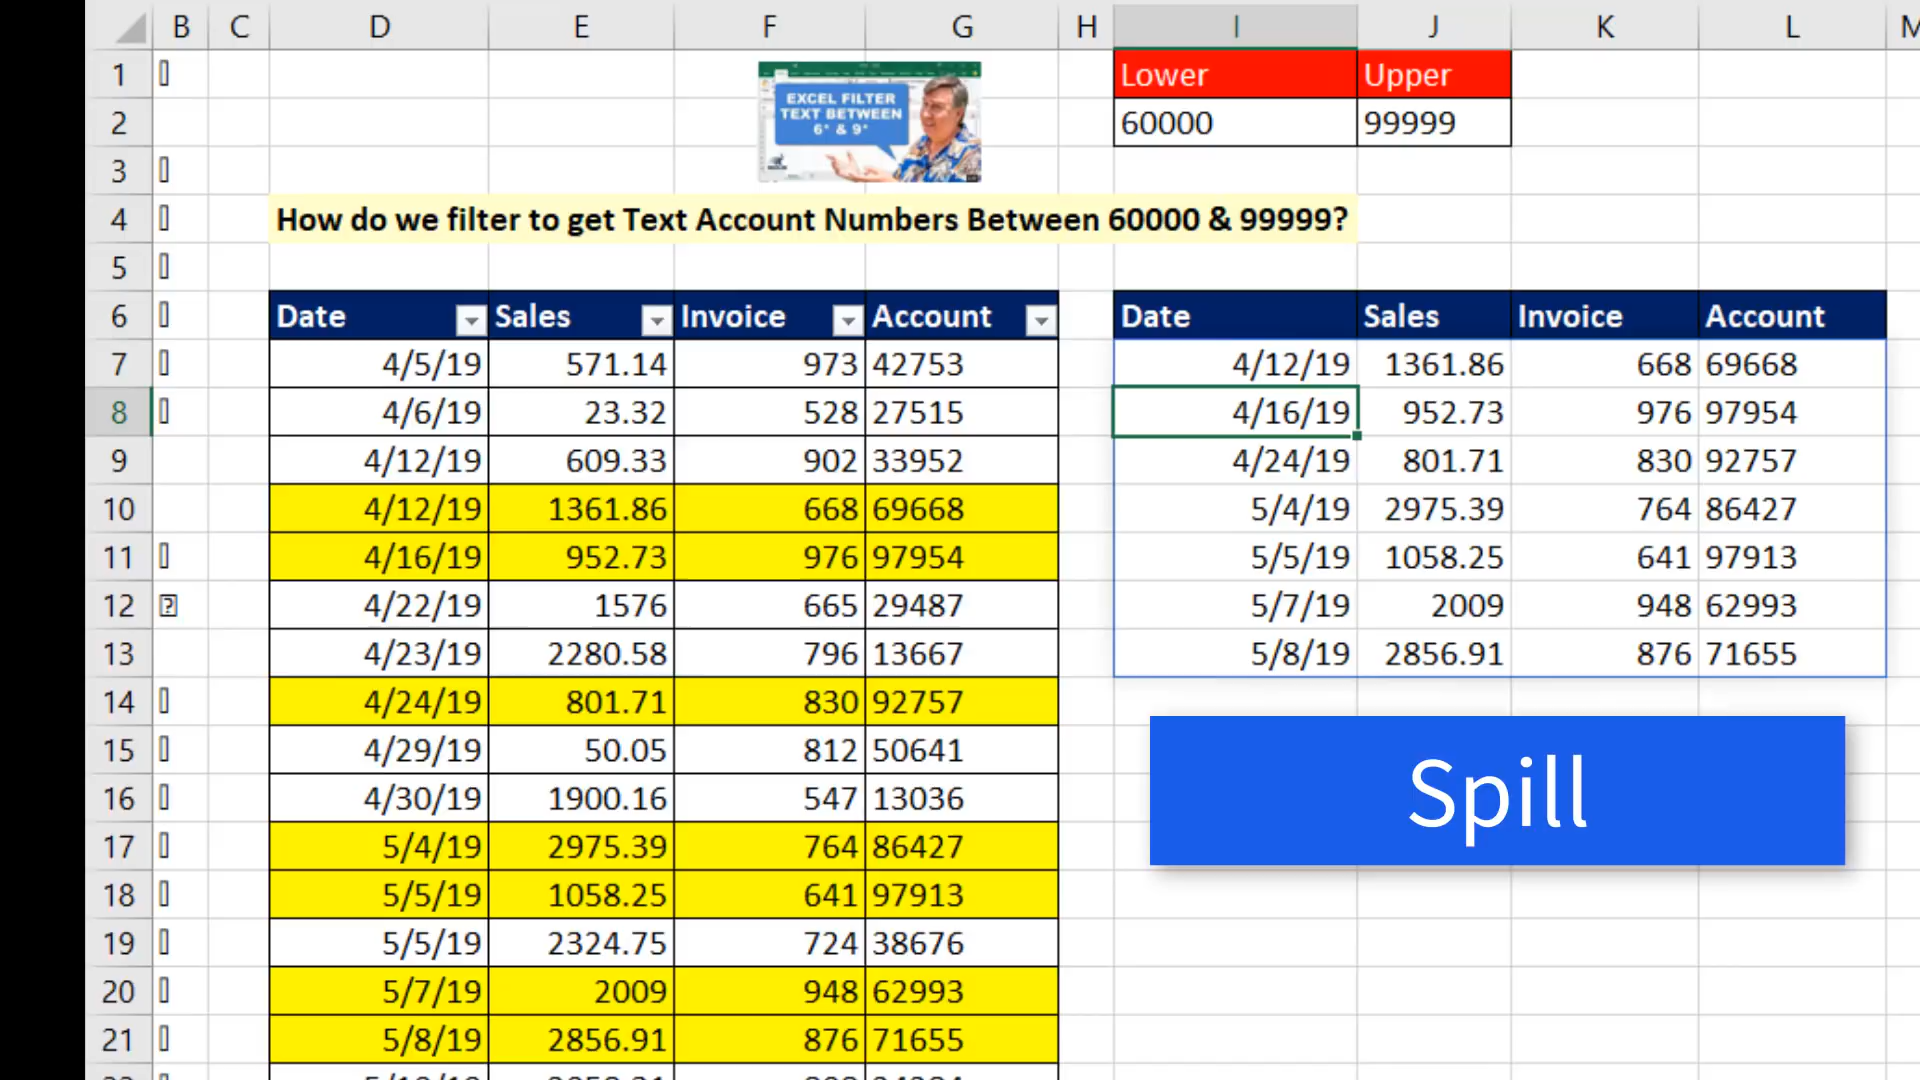 B C D E F G H I J K L
1 Lower Upper
2 60000 99999
EXCEL FILTER
TEXT BETWEEN
6* & 9*
3
4 How do we filter to get Text Account Numbers Between 60000 & 99999?
5
6 Date Sales Invoice Account Date Sales Invoice Account
7 4/5/19 571.14 973 42753 4/12/19 1361.86 668 69668
8 4/6/19 23.32 528 27515 4/16/19 952.73 976 97954
9 4/12/19 609.33 902 33952 4/24/19 801.71 830 92757
10 4/12/19 1361.86 668 69668 5/4/19 2975.39 764 86427
11 4/16/19 952.73 976 97954 5/5/19 1058.25 641 97913
12 ? 4/22/19 1576 665 29487 5/7/19 2009 948 62993
13 4/23/19 2280.58 796 13667 5/8/19 2856.91 876 71655
14 4/24/19 801.71 830 92757
15 4/29/19 50.05 812 50641
16 4/30/19 1900.16 547 13036
17 5/4/19 2975.39 764 86427
18 5/5/19 1058.25 641 97913
19 5/5/19 2324.75 724 38676
20 5/7/19 2009 948 62993
21 5/8/19 2856.91 876 71655
Spill